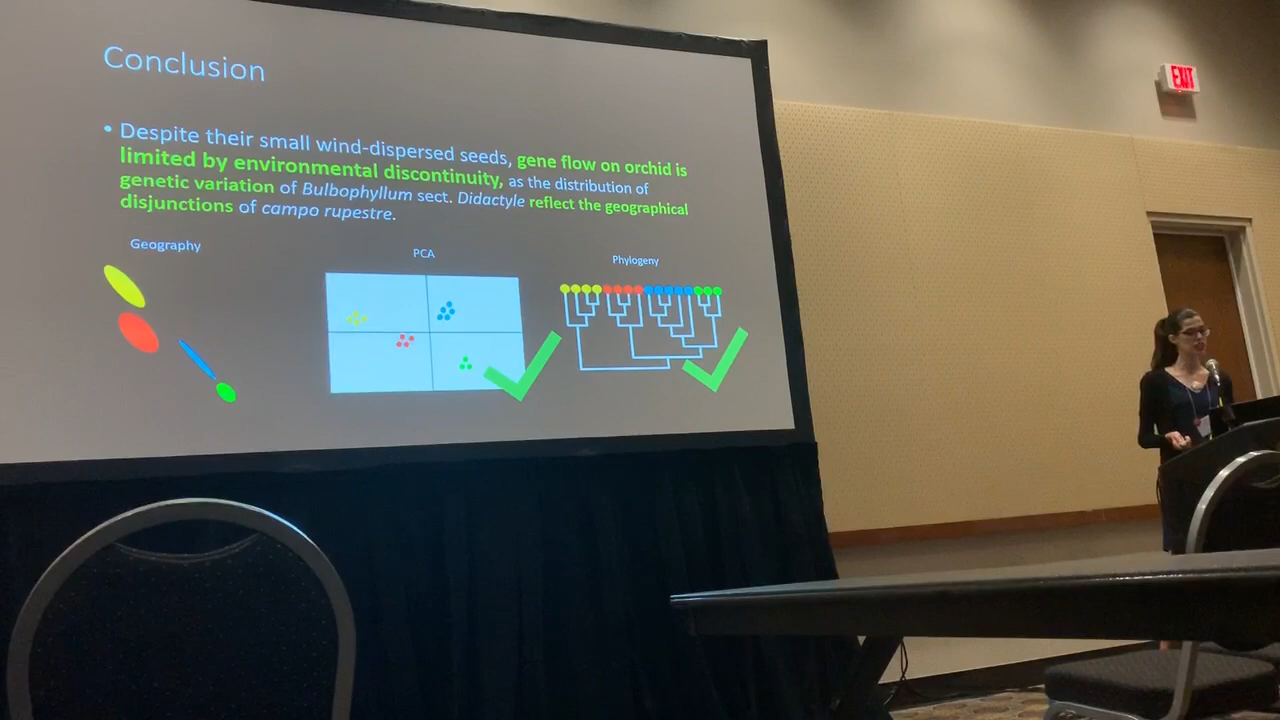 Conclusion
EXIT
• Despite their small wind-dispersed seeds, gene flow on orchid is
limited by environmental discontinuity, as the distribution of
genetic variation of Bulbophyllum sect. Didactyle reflect the geographical
disjunctions of campo rupestre.
Geography
PCA
Phylogeny